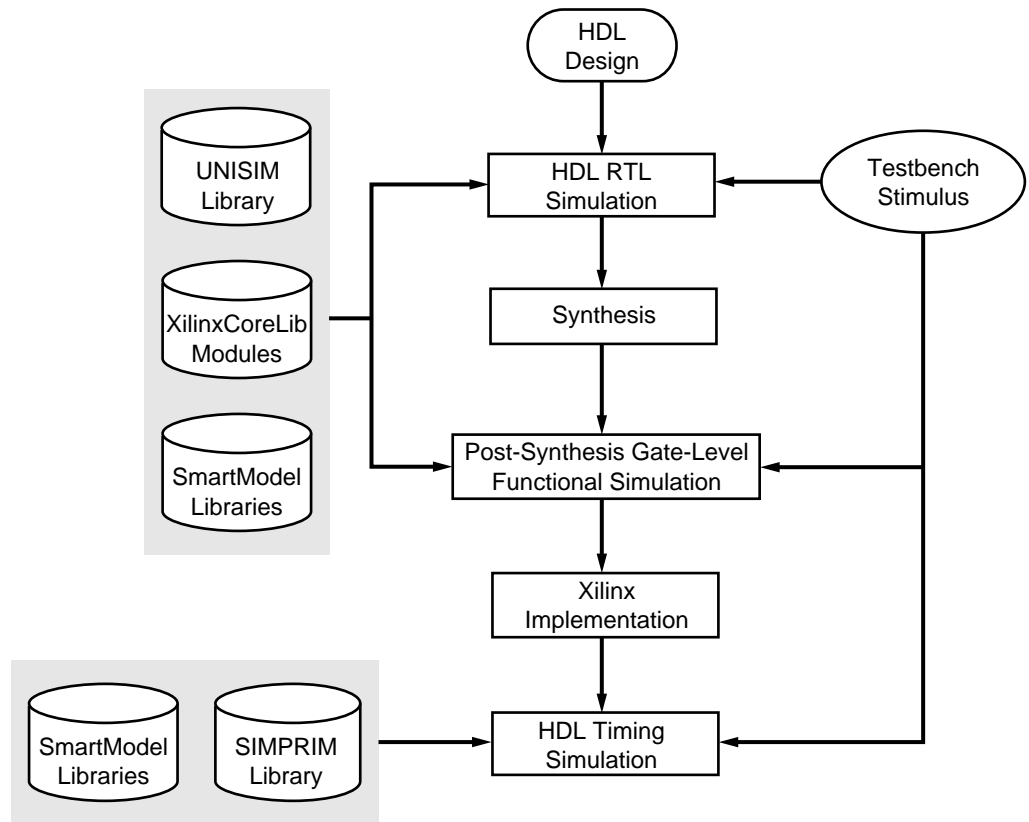 HDL
Design
UNISIM
Library
HDL RTL
Simulation
Testbench
Stimulus
XilinxCoreLib
Modules
Synthesis
SmartModel
Libraries
Post-Synthesis Gate-Level
Functional Simulation
Xilinx
Implementation
SmartModel
Libraries
SIMPRIM
Library
HDL Timing
Simulation